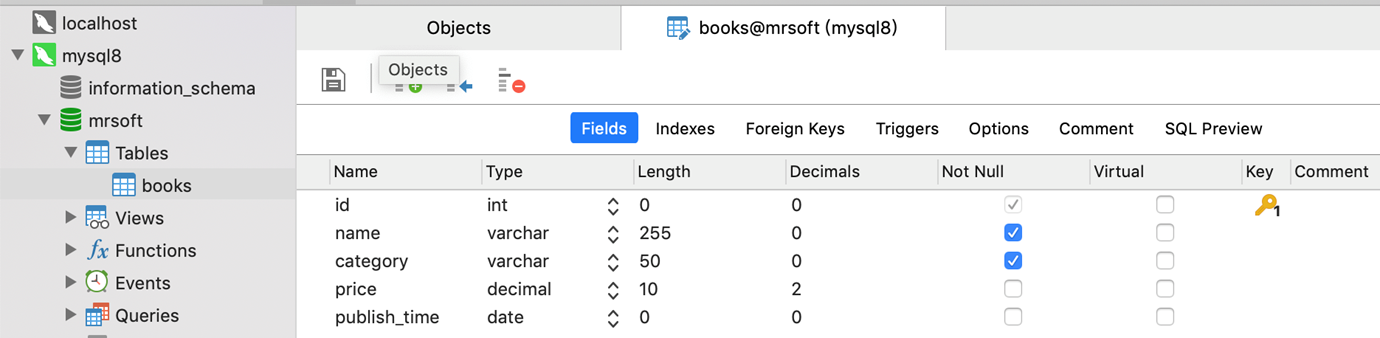 localhost
mysql8
information_schema
mrsoft
Tables
books
Views
fx Functions
Events
Queries
Objects books@mrsoft (mysql8)
Objects
Fields Indexes Foreign Keys Triggers Options Comment SQL Preview
Name Type Length Decimals Not Null Virtual Key Comment
id int 0 0 1
name varchar 255 0
category varchar 50 0
price decimal 10 2
publish_time date 0 0